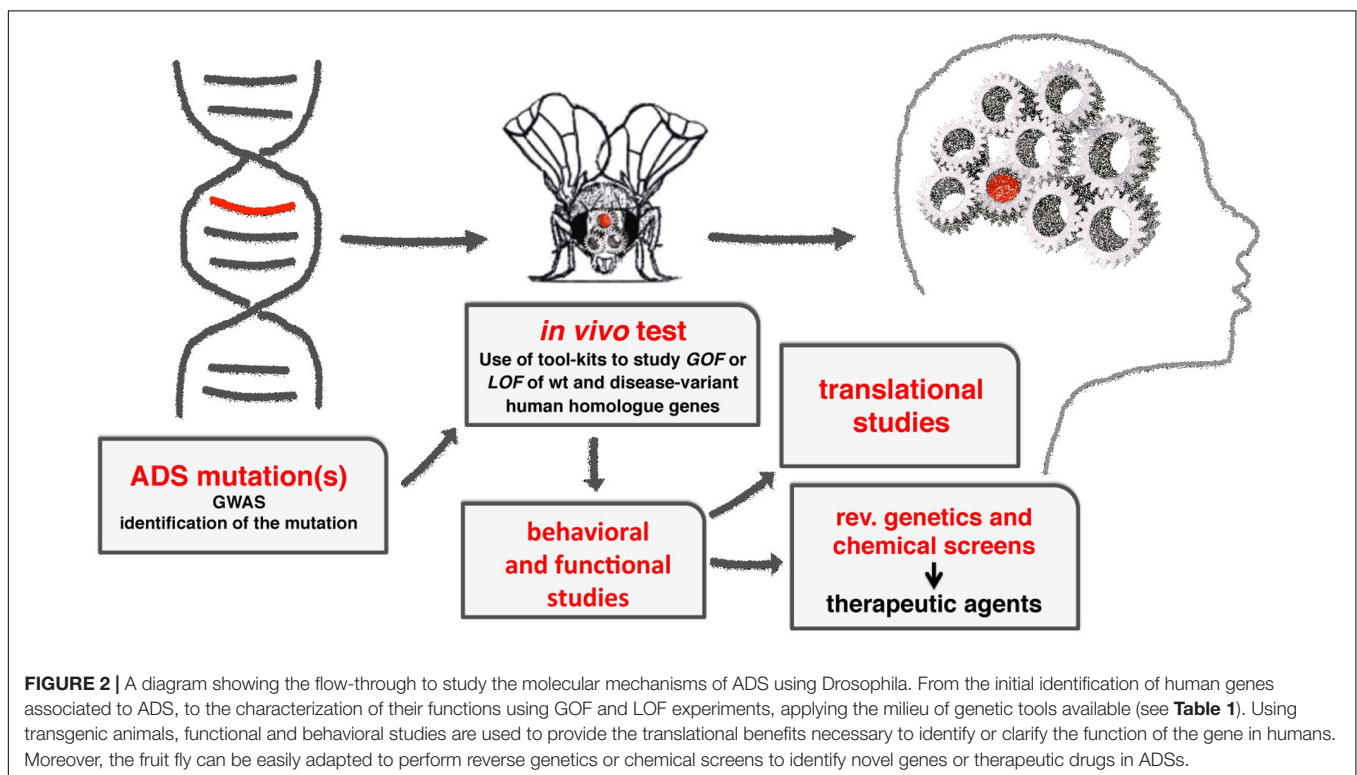 in vivo test
Use of tool-kits to study GOF or
LOF of wt and disease-variant
human homologue genes
translational
studies
ADS mutation(s)
GWAS
identification of the mutation
behavioral
and functional
studies
rev. genetics and
chemical screens
therapeutic agents
FIGURE 2 | A diagram showing the flow-through to study the molecular mechanisms of ADS using Drosophila. From the initial identification of human genes
associated to ADS, to the characterization of their functions using GOF and LOF experiments, applying the milieu of genetic tools available (see Table 1). Using
transgenic animals, functional and behavioral studies are used to provide the translational benefits necessary to identify or clarify the function of the gene in humans.
Moreover, the fruit fly can be easily adapted to perform reverse genetics or chemical screens to identify novel genes or therapeutic drugs in ADSs.